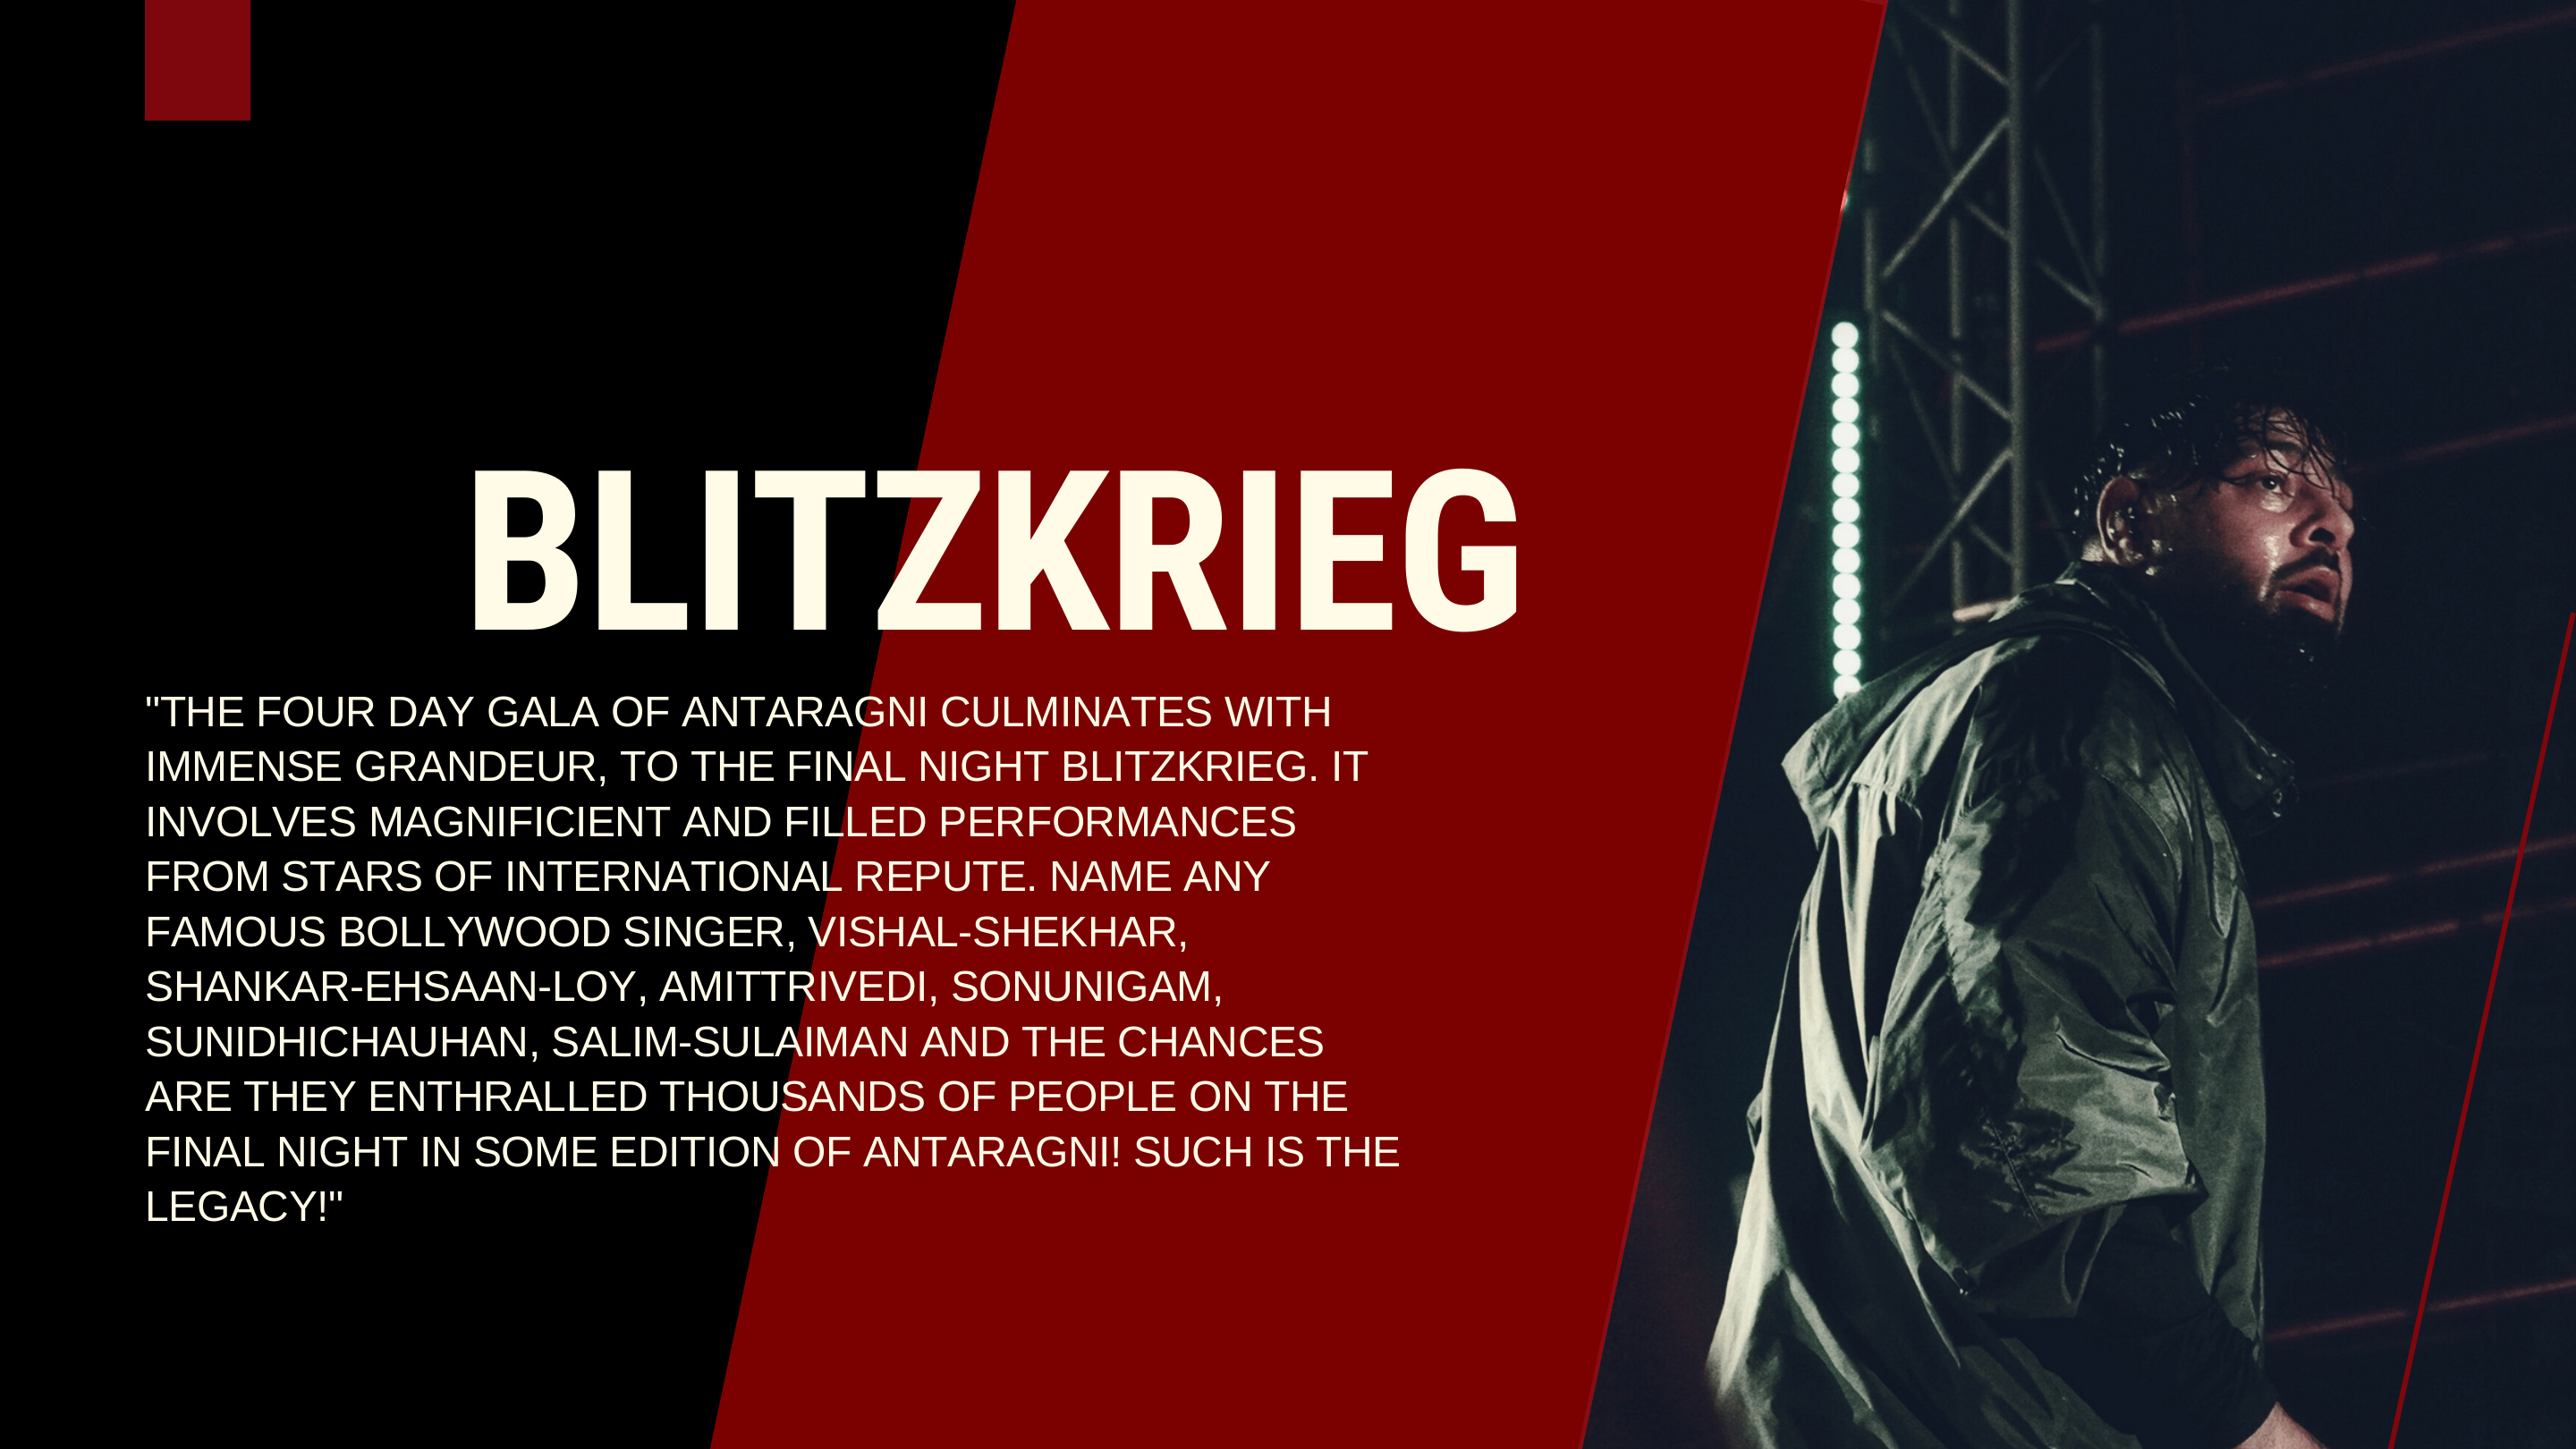 BLITZKRIEG
"THE FOUR DAY GALA OF ANTARAGNI CULMINATES WITH
IMMENSE GRANDEUR, TO THE FINAL NIGHT BLITZKRIEG. IT
INVOLVES MAGNIFICIENT AND FILLED PERFORMANCES
FROM STARS OF INTERNATIONAL REPUTE. NAME ANY
FAMOUS BOLLYWOOD SINGER, VISHAL-SHEKHAR,
SHANKAR-EHSAAN-LOY, AMITTRIVEDI, SONUNIGAM,
SUNIDHICHAUHAN, SALIM-SULAIMAN AND THE CHANCES
ARE THEY ENTHRALLED THOUSANDS OF PEOPLE ON THE
FINAL NIGHT IN SOME EDITION OF ANTARAGNI! SUCH IS THE
LEGACY!"